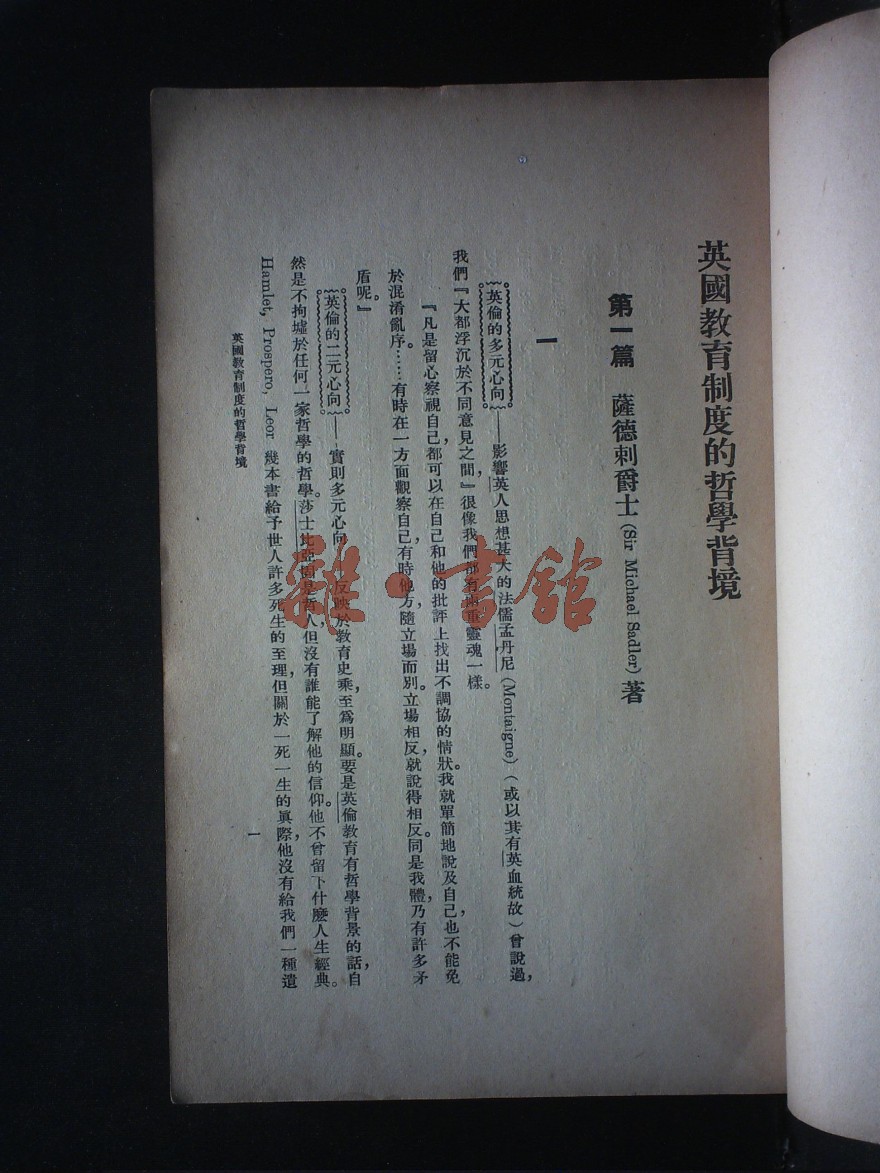 英國教育制度的哲學背境
第一篇　薩德剌爵士(Sir Michael Sadler)著
一
英倫的多元心向——影響英人思想甚大的法儒孟丹尼(Montaigne)(或以其有英血統故)曾說過，
我們『大都浮沉於不同意見之間，』很像我們都有兩重靈魂一樣。
『凡是留心察視自己，都可以在自己和他的批評上找出不調協的情狀。我就單簡地說及自己，也不能免
於混淆亂序……有時在一方面觀察自己，有時他方，隨立場而別。立場相反，就說得相反。同是我體，乃有許多矛
盾呢。』
英倫的二元心向——實則多元心向——反映於教育史乘，至爲明顯。要是英倫教育有哲學背景的話，自
然是不拘墟於任何一家哲學的哲學。莎士比亞固是哲人，但沒有誰能了解他的信仰。他不曾留下什麼人生經典。
Hamlet, Prospero, Leor 幾本書給予世人許多死生的至理，但關於一死一生的眞際，他沒有給我們一種遺
英國教育制度的哲學背境
一
雜·書館